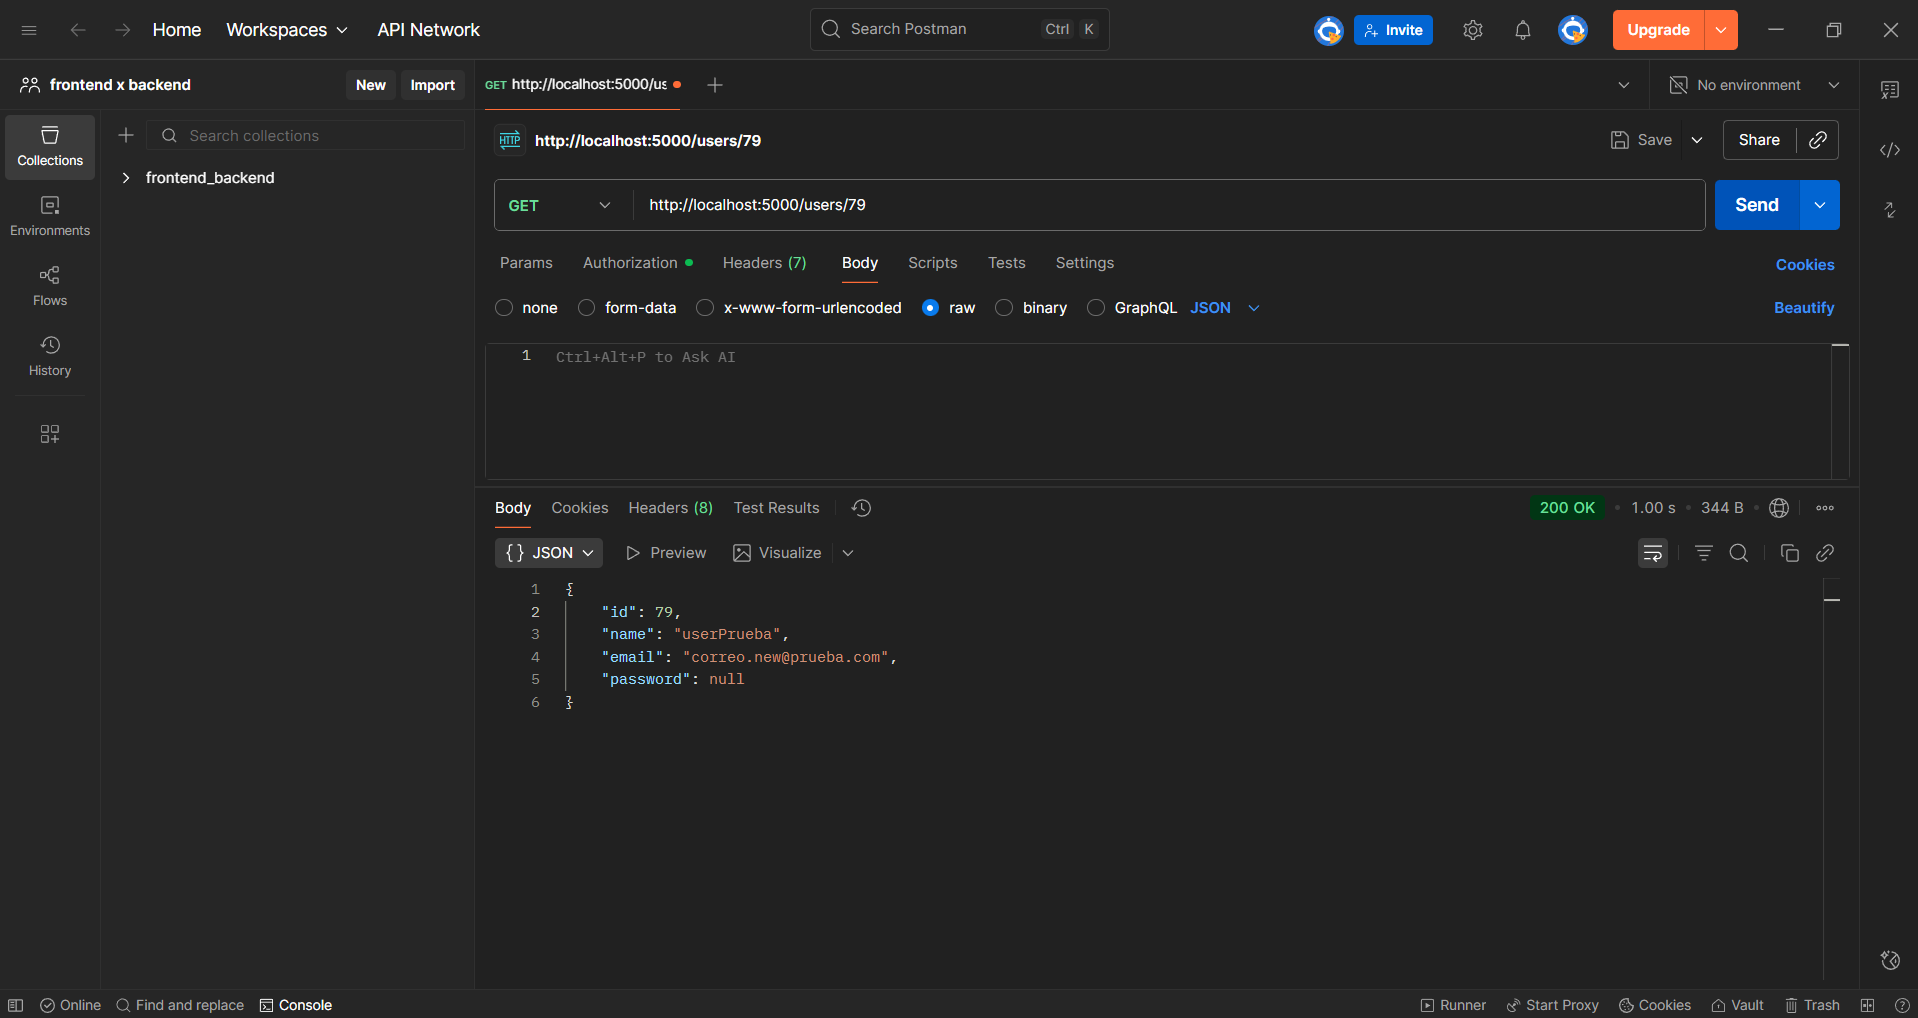 Home Workspaces API Network Search Postman Ctrl K Invite Upgrade
frontend x backend New Import GET http://localhost:5000/us No environment
Collections
Environments
Flows
History
Search collections
frontend_backend
HTTP http://localhost:5000/users/79 Save Share
GET http://localhost:5000/users/79 Send
Params Authorization Headers (7) Body Scripts Tests Settings Cookies
none form-data x-www-form-urlencoded raw binary GraphQL JSON Beautify
1 Ctrl+Alt+P to Ask AI
Body Cookies Headers (8) Test Results 200 OK • 1.00 s • 344 B •
{} JSON Preview Visualize
1 {
2 "id": 79,
3 "name": "userPrueba",
4 "email": "correo.new@prueba.com",
5 "password": null
6 }
Online Find and replace Console Runner Start Proxy Cookies Vault Trash